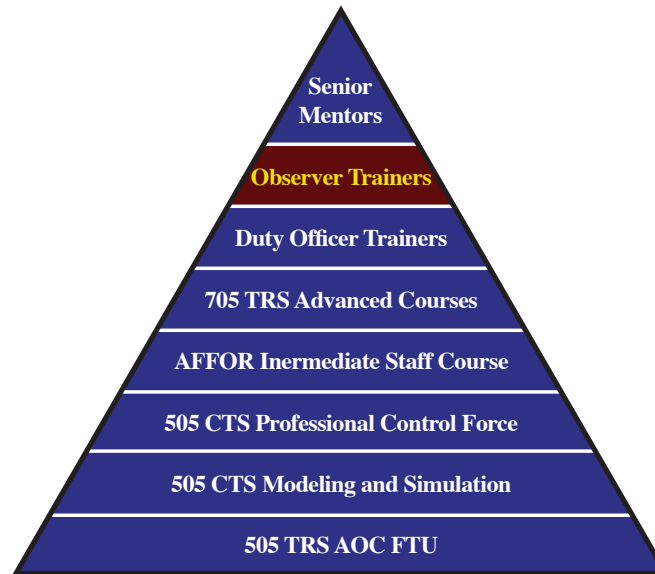 Senior
Mentors
Observer Trainers
Duty Officer Trainers
705 TRS Advanced Courses
AFFOR Inermediate Staff Course
505 CTS Professional Control Force
505 CTS Modeling and Simulation
505 TRS AOC FTU